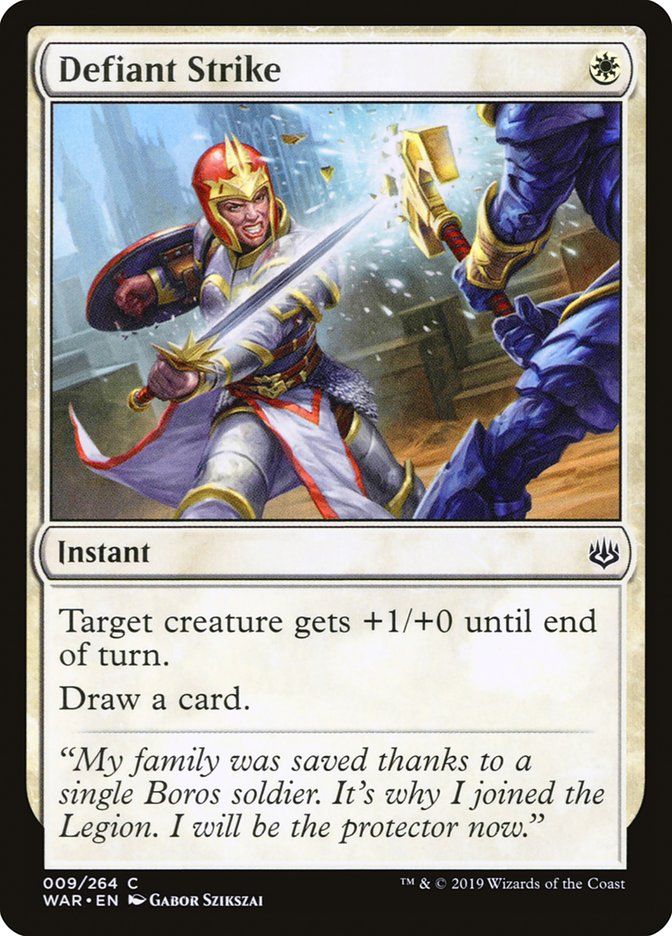 Defiant Strike
Instant
Target creature gets +1/+0 until end
of turn.
Draw a card.
“My family was saved thanks to a
single Boros soldier. It’s why I joined the
Legion. I will be the protector now.”
009/264 C
WAR • EN Gabor Szikszai
™ & © 2019 Wizards of the Coast